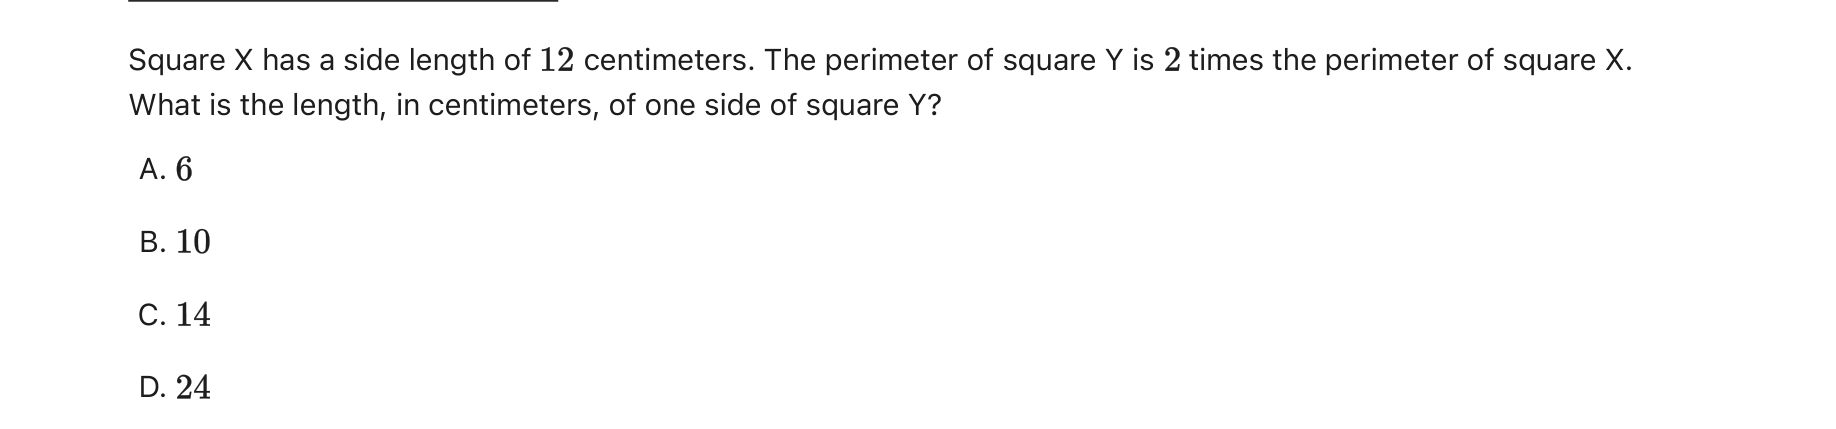 Square X has a side length of 12 centimeters. The perimeter of square Y is 2 times the perimeter of square X.
What is the length, in centimeters, of one side of square Y?
A. 6
B. 10
C. 14
D. 24